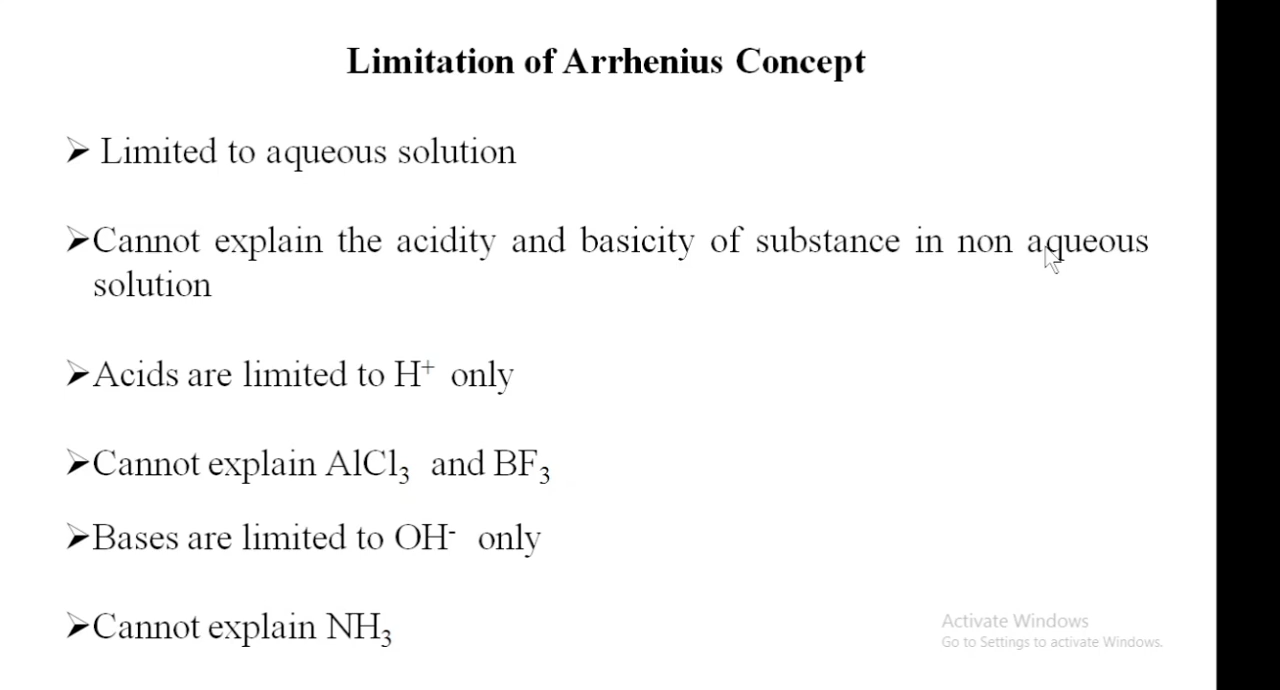 Limitation of Arrhenius Concept
➢ Limited to aqueous solution
➢Cannot explain the acidity and basicity of substance in non aqueous
solution
➢Acids are limited to H⁺ only
➢Cannot explain AlCl₃ and BF₃
➢Bases are limited to OH⁻ only
➢Cannot explain NH₃
Activate Windows
Go to Settings to activate Windows.